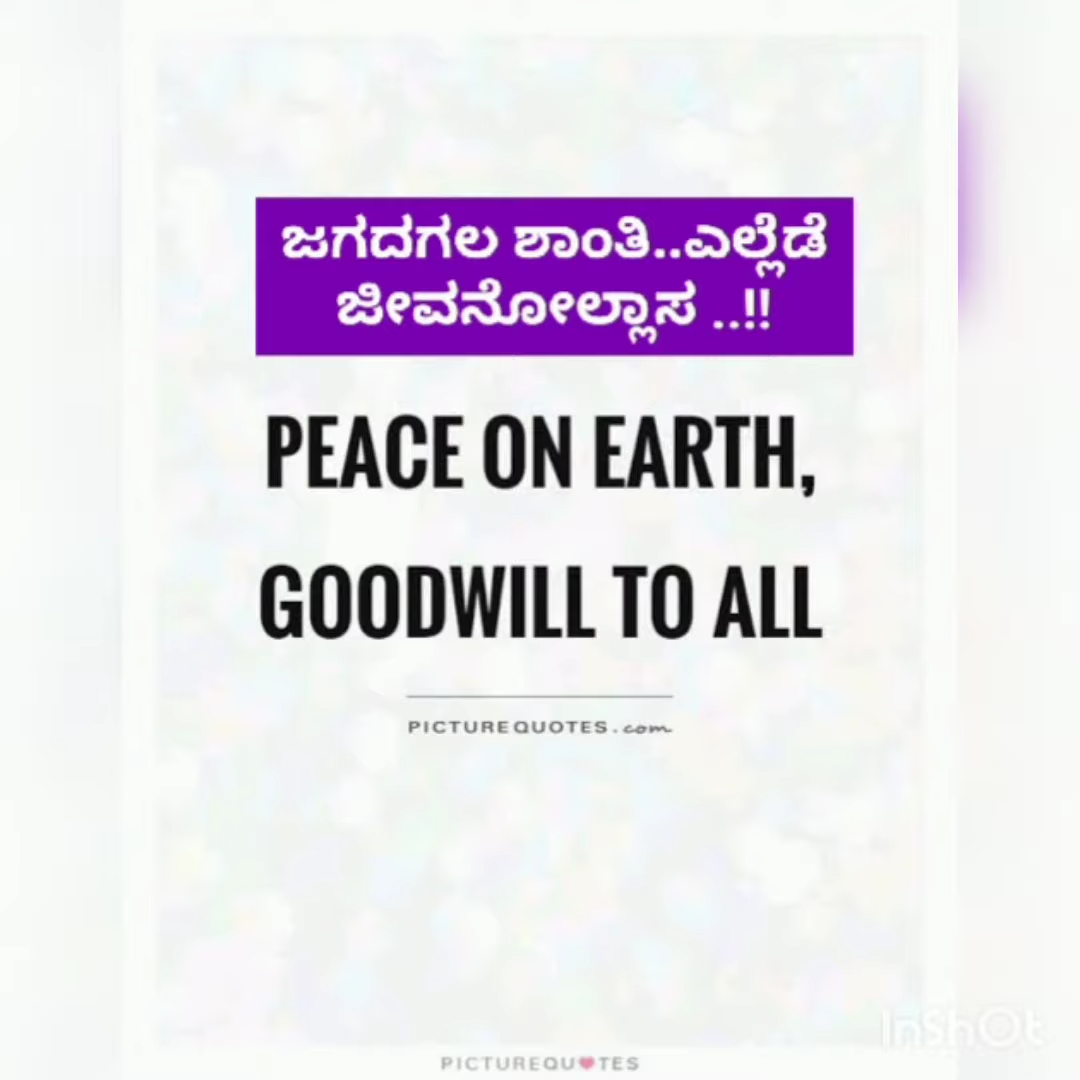 ಜಗದಗಲ ಶಾಂತಿ..ಎಲ್ಲೆಡೆ
ಜೀವನೋಲ್ಲಾಸ ..!!
PEACE ON EARTH,
GOODWILL TO ALL
PICTUREQUOTES.com
InShOt
PICTUREQU♥TES